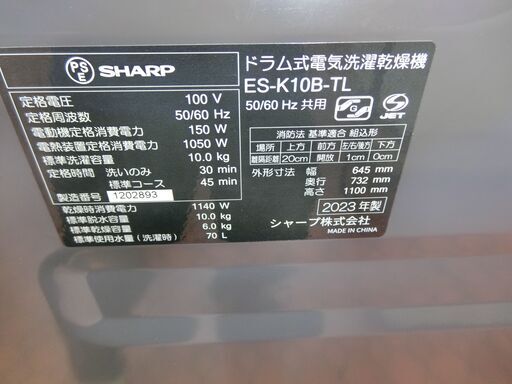 PSE SHARP
定格電圧 100 V
定格周波数 50/60 Hz
電動機定格消費電力 150 W
電熱装置定格消費電力 1050 W
標準洗濯容量 10.0 kg
定格時間 洗いのみ 30 min
標準コース 45 min
製造番号 1202893
乾燥時消費電力 1140 W
標準脱水容量 10.0 kg
標準乾燥容量 6.0 kg
標準使用水量(洗濯時) 70 L
ドラム式電気洗濯乾燥機
ES-K10B-TL
50/60 Hz 共用
S JET
消防法 基準適合 組込形
場所 上方 前方 左右/後方 下方
離隔距離 20cm 開放 1cm 0cm
外形寸法 幅 645 mm
奥行 732 mm
高さ 1100 mm
2023 年製
シャープ株式会社
MADE IN CHINA